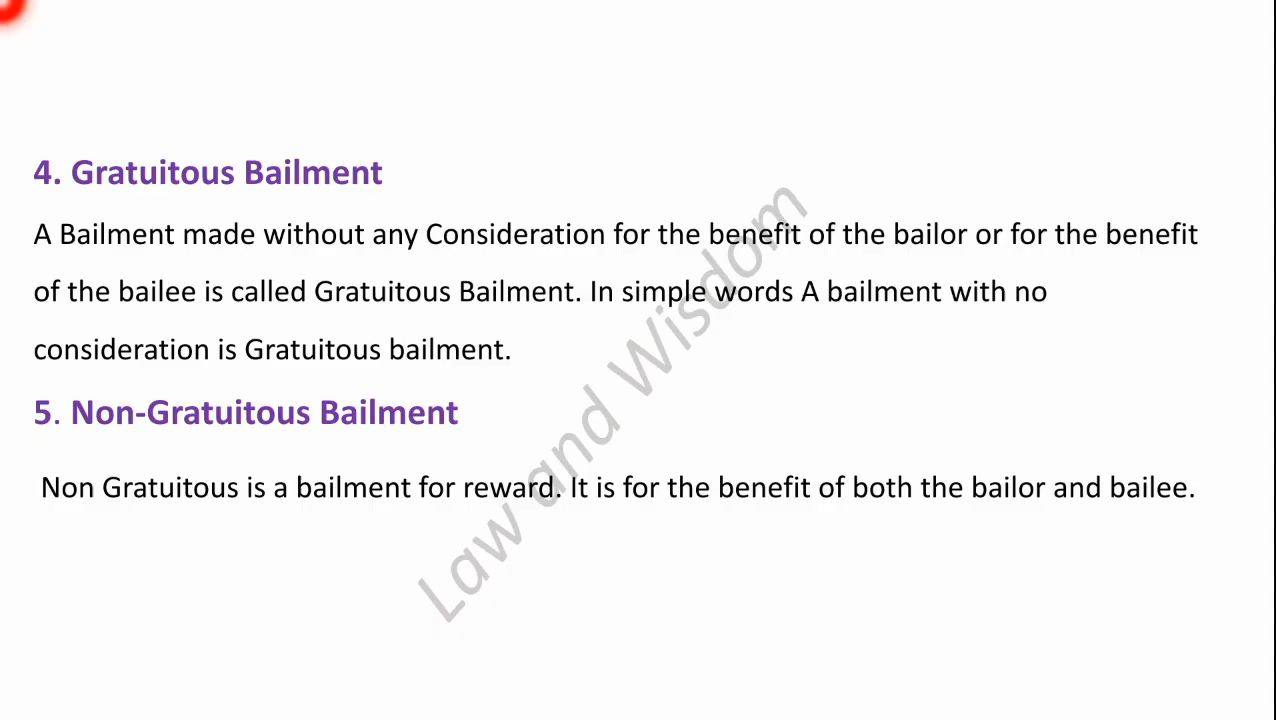 4. Gratuitous Bailment
A Bailment made without any Consideration for the benefit of the bailor or for the benefit
of the bailee is called Gratuitous Bailment. In simple words A bailment with no
consideration is Gratuitous bailment.
5. Non-Gratuitous Bailment
Non Gratuitous is a bailment for reward. It is for the benefit of both the bailor and bailee.
Law and Wisdom